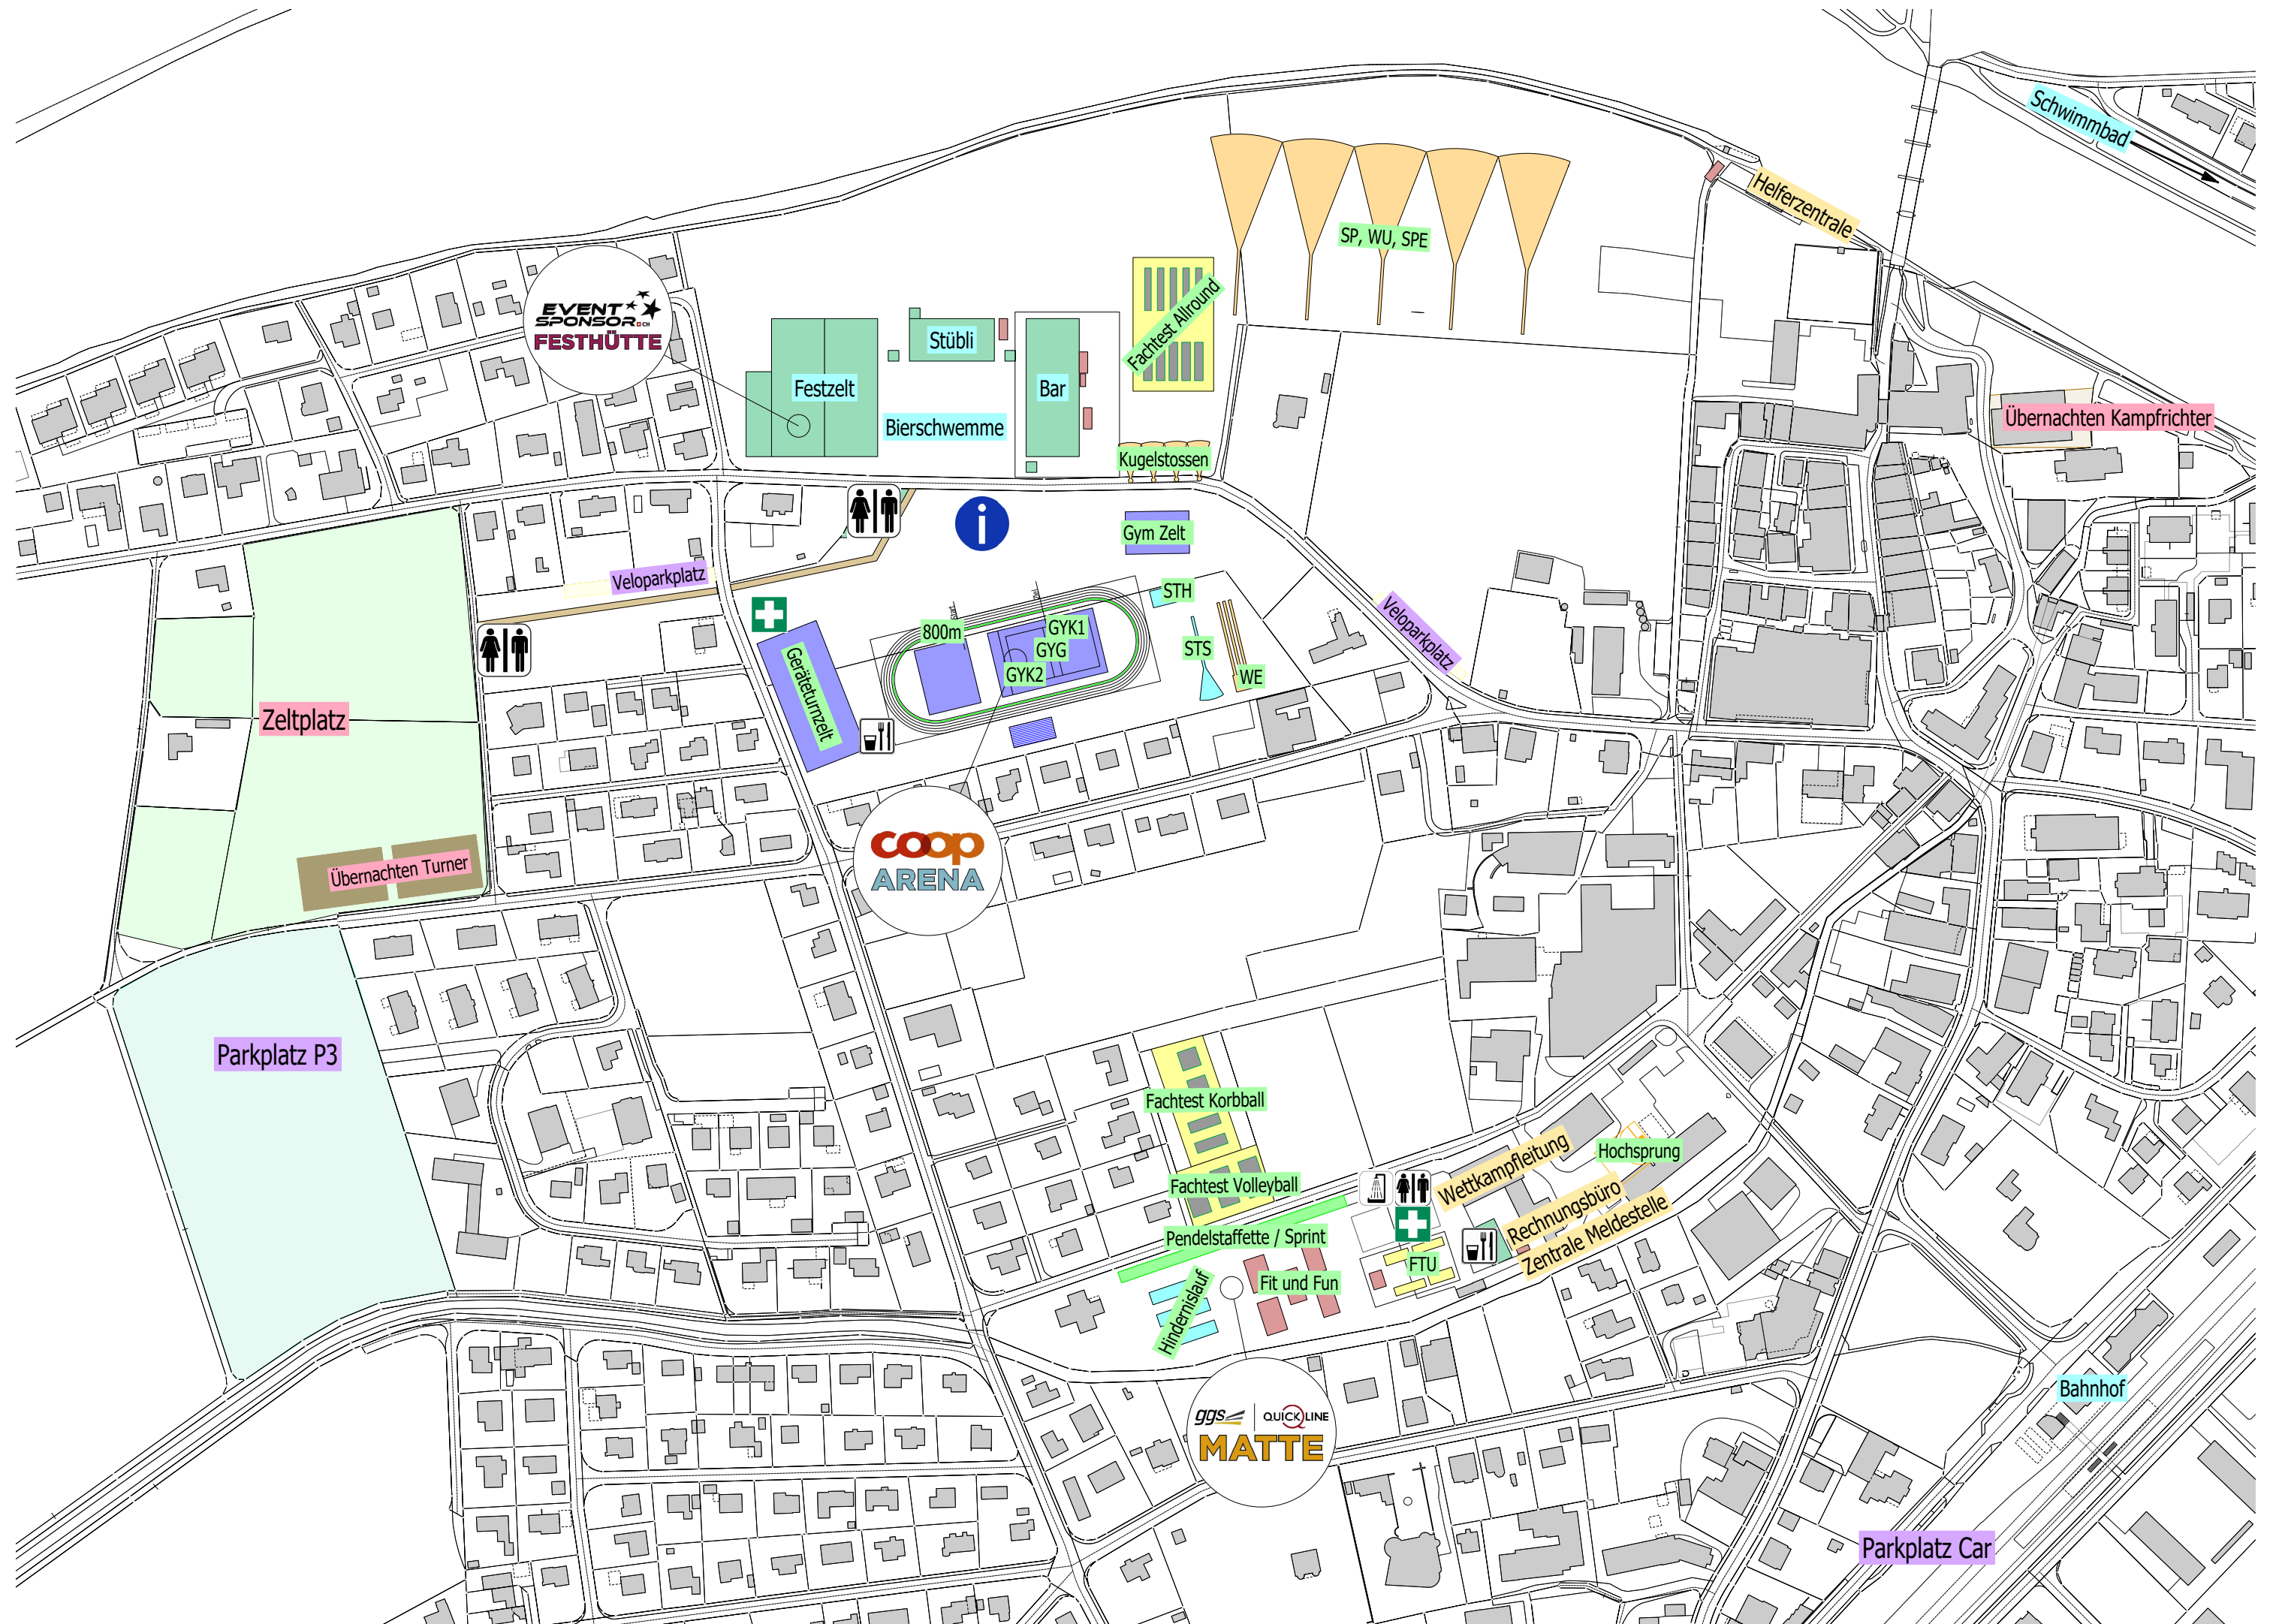 Schwimmbad
Helferzentrale
SP, WU, SPE
EVENT
SPONSOR.CH
FESTHÜTTE
Stübli
Fachtest Allround
Festzelt
Bar
Bierschwemme
Übernachten Kampfrichter
Kugelstossen
i
Gym Zelt
Veloparkplatz
STH
Veloparkplatz
800m
GYK1
GYG
GYK2
STS
WE
Geräteturnzelt
Zeltplatz
coop
ARENA
Übernachten Turner
Parkplatz P3
Fachtest Korbball
Hochsprung
Wettkampfleitung
Fachtest Volleyball
Rechnungsbüro
Zentrale Meldestelle
Pendelstaffette / Sprint
FTU
Fit und Fun
Hindernislauf
Bahnhof
ggs QUICKLINE
MATTE
Parkplatz Car